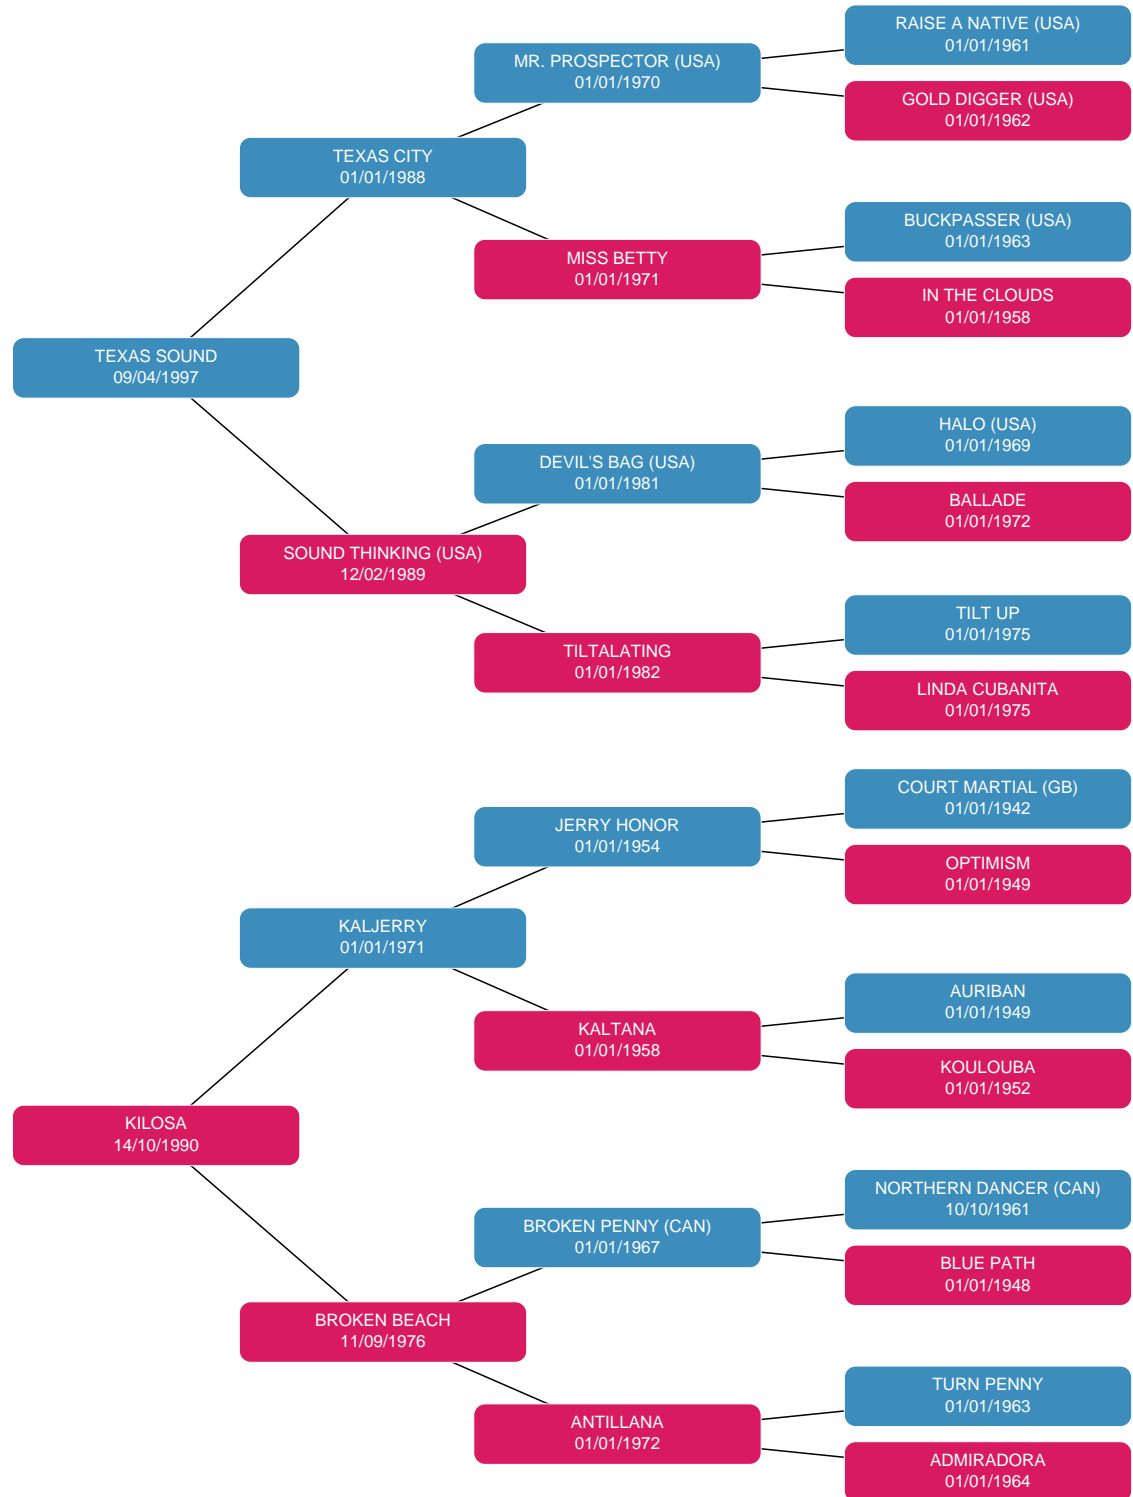 RAISE A NATIVE (USA)
01/01/1961
MR. PROSPECTOR (USA)
01/01/1970
GOLD DIGGER (USA)
01/01/1962
TEXAS CITY
01/01/1988
BUCKPASSER (USA)
01/01/1963
MISS BETTY
01/01/1971
IN THE CLOUDS
01/01/1958
TEXAS SOUND
09/04/1997
HALO (USA)
01/01/1969
DEVIL'S BAG (USA)
01/01/1981
BALLADE
01/01/1972
SOUND THINKING (USA)
12/02/1989
TILT UP
01/01/1975
TILTALATING
01/01/1982
LINDA CUBANITA
01/01/1975
COURT MARTIAL (GB)
01/01/1942
JERRY HONOR
01/01/1954
OPTIMISM
01/01/1949
KALJERRY
01/01/1971
AURIBAN
01/01/1949
KALTANA
01/01/1958
KOULOUBA
01/01/1952
KILOSA
14/10/1990
NORTHERN DANCER (CAN)
10/10/1961
BROKEN PENNY (CAN)
01/01/1967
BLUE PATH
01/01/1948
BROKEN BEACH
11/09/1976
TURN PENNY
01/01/1963
ANTILLANA
01/01/1972
ADMIRADORA
01/01/1964